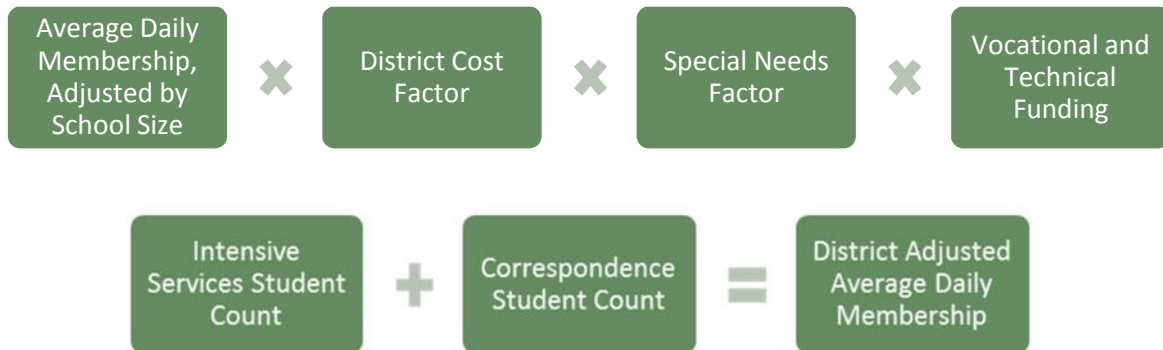 Average Daily
Membership,
Adjusted by
School Size
×
District Cost
Factor
×
Special Needs
Factor
×
Vocational and
Technical
Funding
Intensive
Services Student
Count
+
Correspondence
Student Count
=
District Adjusted
Average Daily
Membership